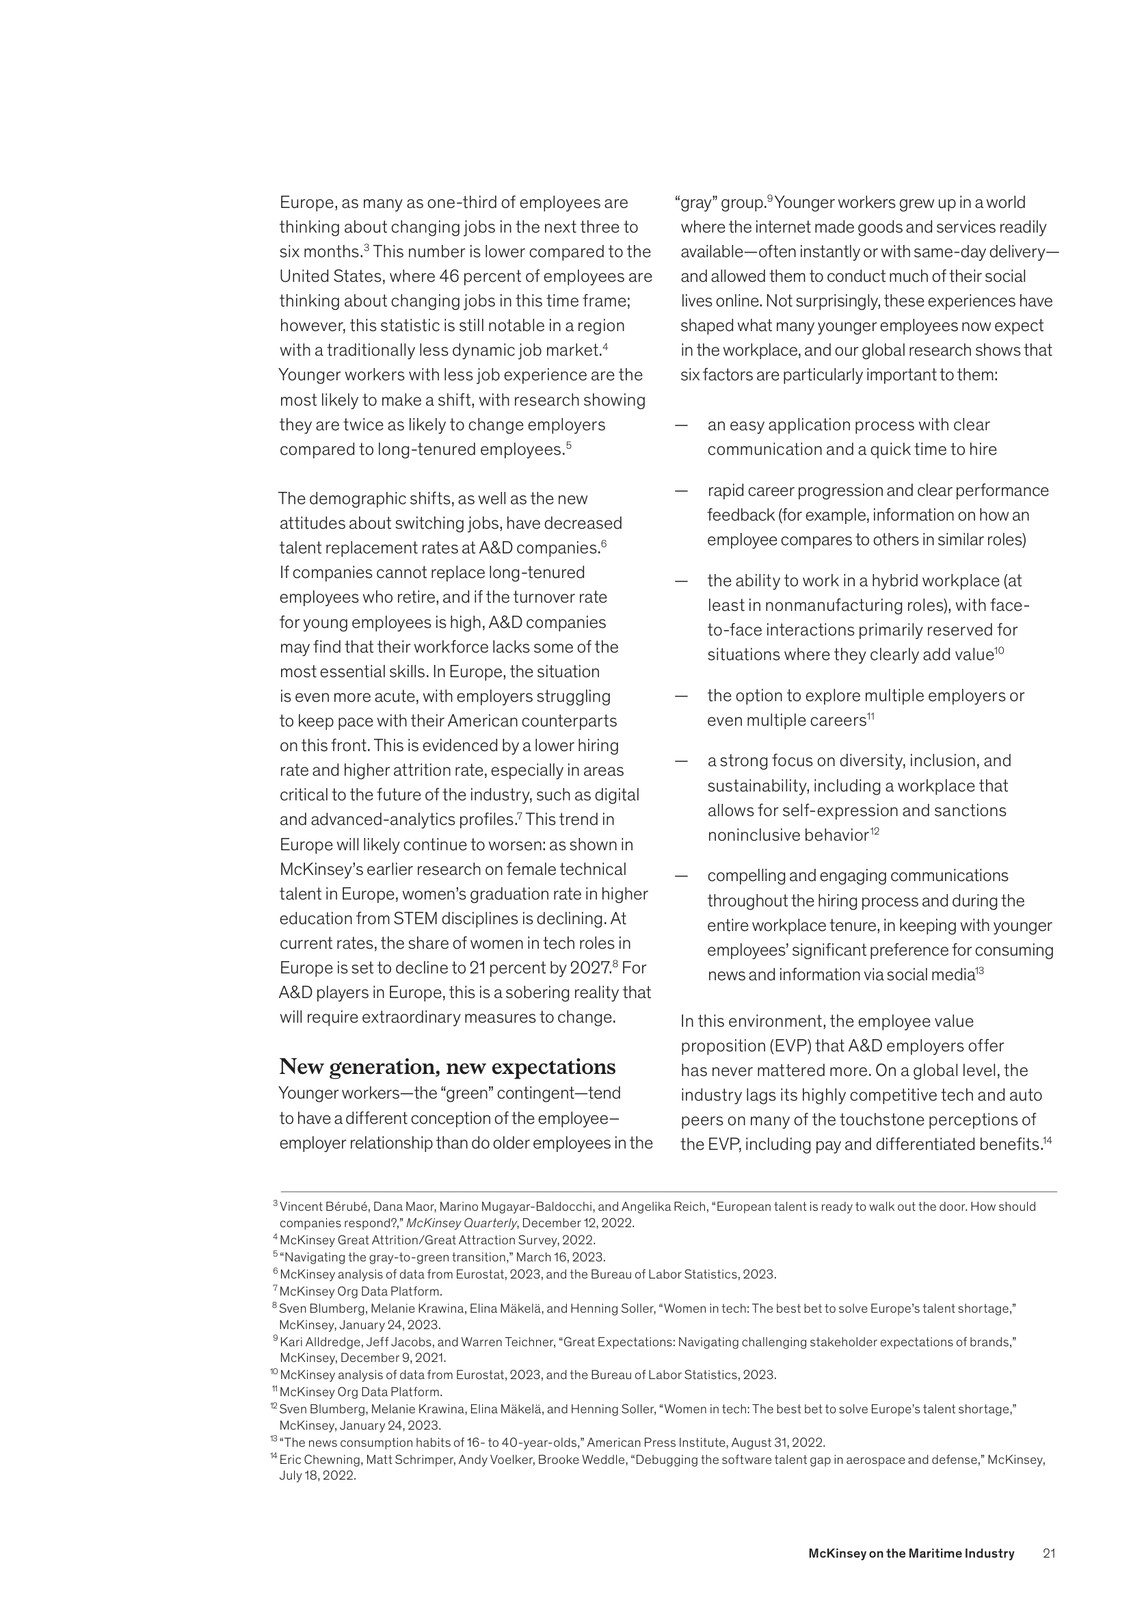 Europe, as many as one-third of employees are
thinking about changing jobs in the next three to
six months.³ This number is lower compared to the
United States, where 46 percent of employees are
thinking about changing jobs in this time frame;
however, this statistic is still notable in a region
with a traditionally less dynamic job market.⁴
Younger workers with less job experience are the
most likely to make a shift, with research showing
they are twice as likely to change employers
compared to long-tenured employees.⁵
The demographic shifts, as well as the new
attitudes about switching jobs, have decreased
talent replacement rates at A&D companies.⁶
If companies cannot replace long-tenured
employees who retire, and if the turnover rate
for young employees is high, A&D companies
may find that their workforce lacks some of the
most essential skills. In Europe, the situation
is even more acute, with employers struggling
to keep pace with their American counterparts
on this front. This is evidenced by a lower hiring
rate and higher attrition rate, especially in areas
critical to the future of the industry, such as digital
and advanced-analytics profiles.⁷ This trend in
Europe will likely continue to worsen: as shown in
McKinsey’s earlier research on female technical
talent in Europe, women’s graduation rate in higher
education from STEM disciplines is declining. At
current rates, the share of women in tech roles in
Europe is set to decline to 21 percent by 2027.⁸ For
A&D players in Europe, this is a sobering reality that
will require extraordinary measures to change.
New generation, new expectations
Younger workers—the “green” contingent—tend
to have a different conception of the employee–
employer relationship than do older employees in the
“gray” group.⁹ Younger workers grew up in a world
where the internet made goods and services readily
available—often instantly or with same-day delivery—
and allowed them to conduct much of their social
lives online. Not surprisingly, these experiences have
shaped what many younger employees now expect
in the workplace, and our global research shows that
six factors are particularly important to them:
— an easy application process with clear
communication and a quick time to hire
— rapid career progression and clear performance
feedback (for example, information on how an
employee compares to others in similar roles)
— the ability to work in a hybrid workplace (at
least in nonmanufacturing roles), with face-
to-face interactions primarily reserved for
situations where they clearly add value¹⁰
— the option to explore multiple employers or
even multiple careers¹¹
— a strong focus on diversity, inclusion, and
sustainability, including a workplace that
allows for self-expression and sanctions
noninclusive behavior¹²
— compelling and engaging communications
throughout the hiring process and during the
entire workplace tenure, in keeping with younger
employees’ significant preference for consuming
news and information via social media¹³
In this environment, the employee value
proposition (EVP) that A&D employers offer
has never mattered more. On a global level, the
industry lags its highly competitive tech and auto
peers on many of the touchstone perceptions of
the EVP, including pay and differentiated benefits.¹⁴
³ Vincent Bérubé, Dana Maor, Marino Mugayar-Baldocchi, and Angelika Reich, “European talent is ready to walk out the door. How should
companies respond?,” McKinsey Quarterly, December 12, 2022.
⁴ McKinsey Great Attrition/Great Attraction Survey, 2022.
⁵ “Navigating the gray-to-green transition,” March 16, 2023.
⁶ McKinsey analysis of data from Eurostat, 2023, and the Bureau of Labor Statistics, 2023.
⁷ McKinsey Org Data Platform.
⁸ Sven Blumberg, Melanie Krawina, Elina Mäkelä, and Henning Soller, “Women in tech: The best bet to solve Europe’s talent shortage,”
McKinsey, January 24, 2023.
⁹ Kari Alldredge, Jeff Jacobs, and Warren Teichner, “Great Expectations: Navigating challenging stakeholder expectations of brands,”
McKinsey, December 9, 2021.
¹⁰ McKinsey analysis of data from Eurostat, 2023, and the Bureau of Labor Statistics, 2023.
¹¹ McKinsey Org Data Platform.
¹² Sven Blumberg, Melanie Krawina, Elina Mäkelä, and Henning Soller, “Women in tech: The best bet to solve Europe’s talent shortage,”
McKinsey, January 24, 2023.
¹³ “The news consumption habits of 16- to 40-year-olds,” American Press Institute, August 31, 2022.
¹⁴ Eric Chewning, Matt Schrimper, Andy Voelker, Brooke Weddle, “Debugging the software talent gap in aerospace and defense,” McKinsey,
July 18, 2022.
McKinsey on the Maritime Industry 21